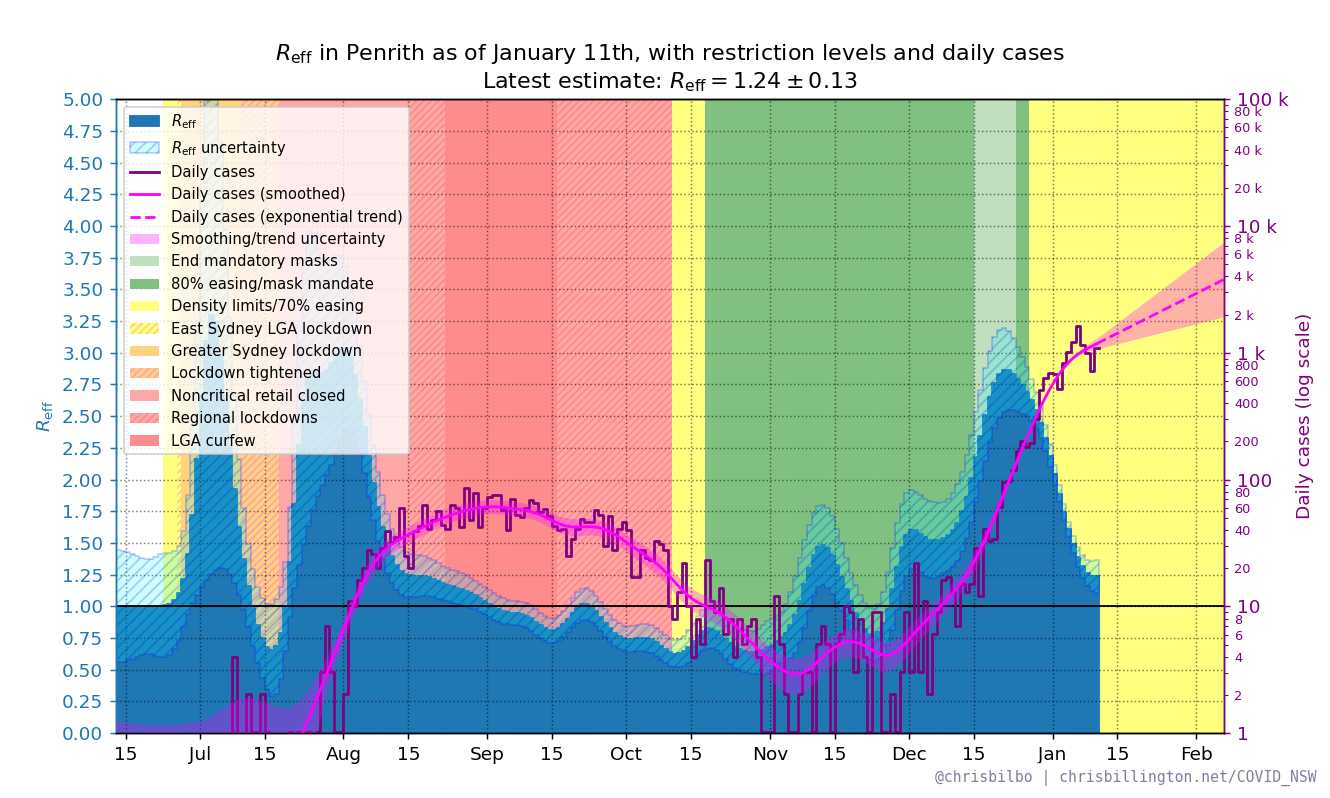 Reff in Penrith as of January 11th, with restriction levels and daily cases
Latest estimate: Reff = 1.24 ± 0.13
5.00
4.75
4.50
4.25
4.00
3.75
3.50
3.25
3.00
2.75
2.50
2.25
2.00
1.75
1.50
1.25
1.00
0.75
0.50
0.25
0.00
Reff
Reff
Reff uncertainty
Daily cases
Daily cases (smoothed)
Daily cases (exponential trend)
Smoothing/trend uncertainty
End mandatory masks
80% easing/mask mandate
Density limits/70% easing
East Sydney LGA lockdown
Greater Sydney lockdown
Lockdown tightened
Noncritical retail closed
Regional lockdowns
LGA curfew
100 k
80 k
60 k
40 k
20 k
10 k
8 k
6 k
4 k
2 k
1 k
800
600
400
200
100
80
60
40
20
10
8
6
4
2
1
Daily cases (log scale)
15 Jul 15 Aug 15 Sep 15 Oct 15 Nov 15 Dec 15 Jan 15 Feb
@chrisbilbo | chrisbillington.net/COVID_NSW